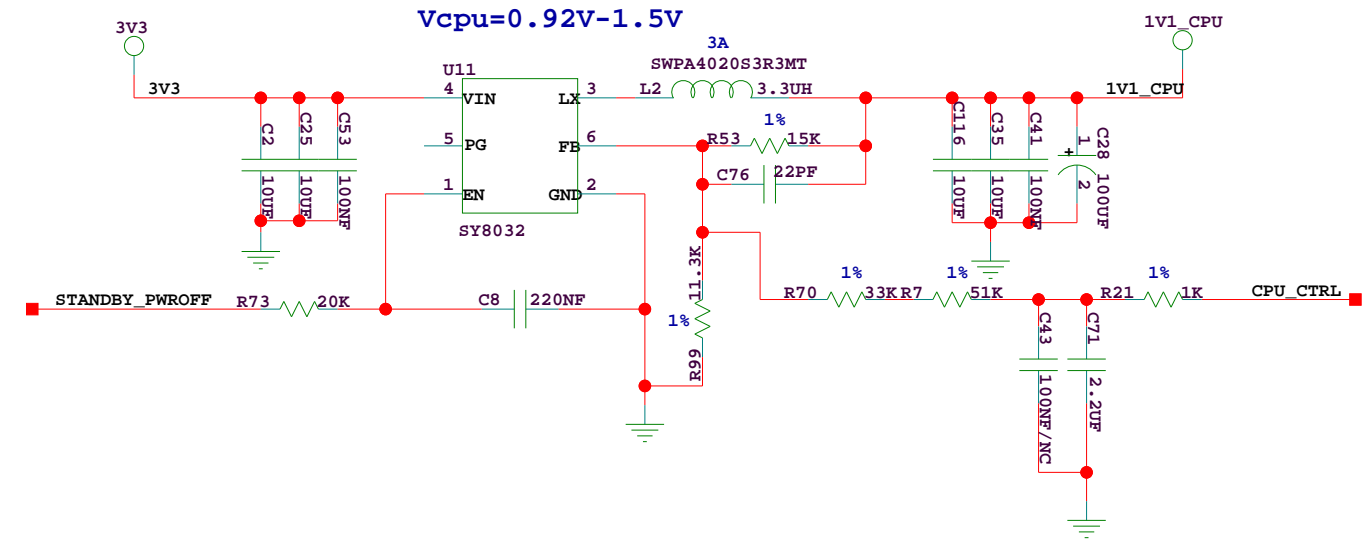 Vcpu=0.92V-1.5V
3V3
1V1_CPU
3A
SWPA4020S3R3MT
U11
3V3
4
VIN
LX
3
L2
3.3UH
1V1_CPU
5
PG
FB
6
R53
1%
15K
C76
22PF
1
EN
GND
2
SY8032
C2
10UF
C25
10UF
C53
100NF
C116
10UF
C35
10UF
C41
100NF
1
+
2
C28
100UF
STANDBY_PWROFF
R73
20K
C8
220NF
11.3K
1%
R99
1%
R70
33K
1%
R7
51K
1%
R21
1K
CPU_CTRL
C43
100NF/NC
C71
2.2UF